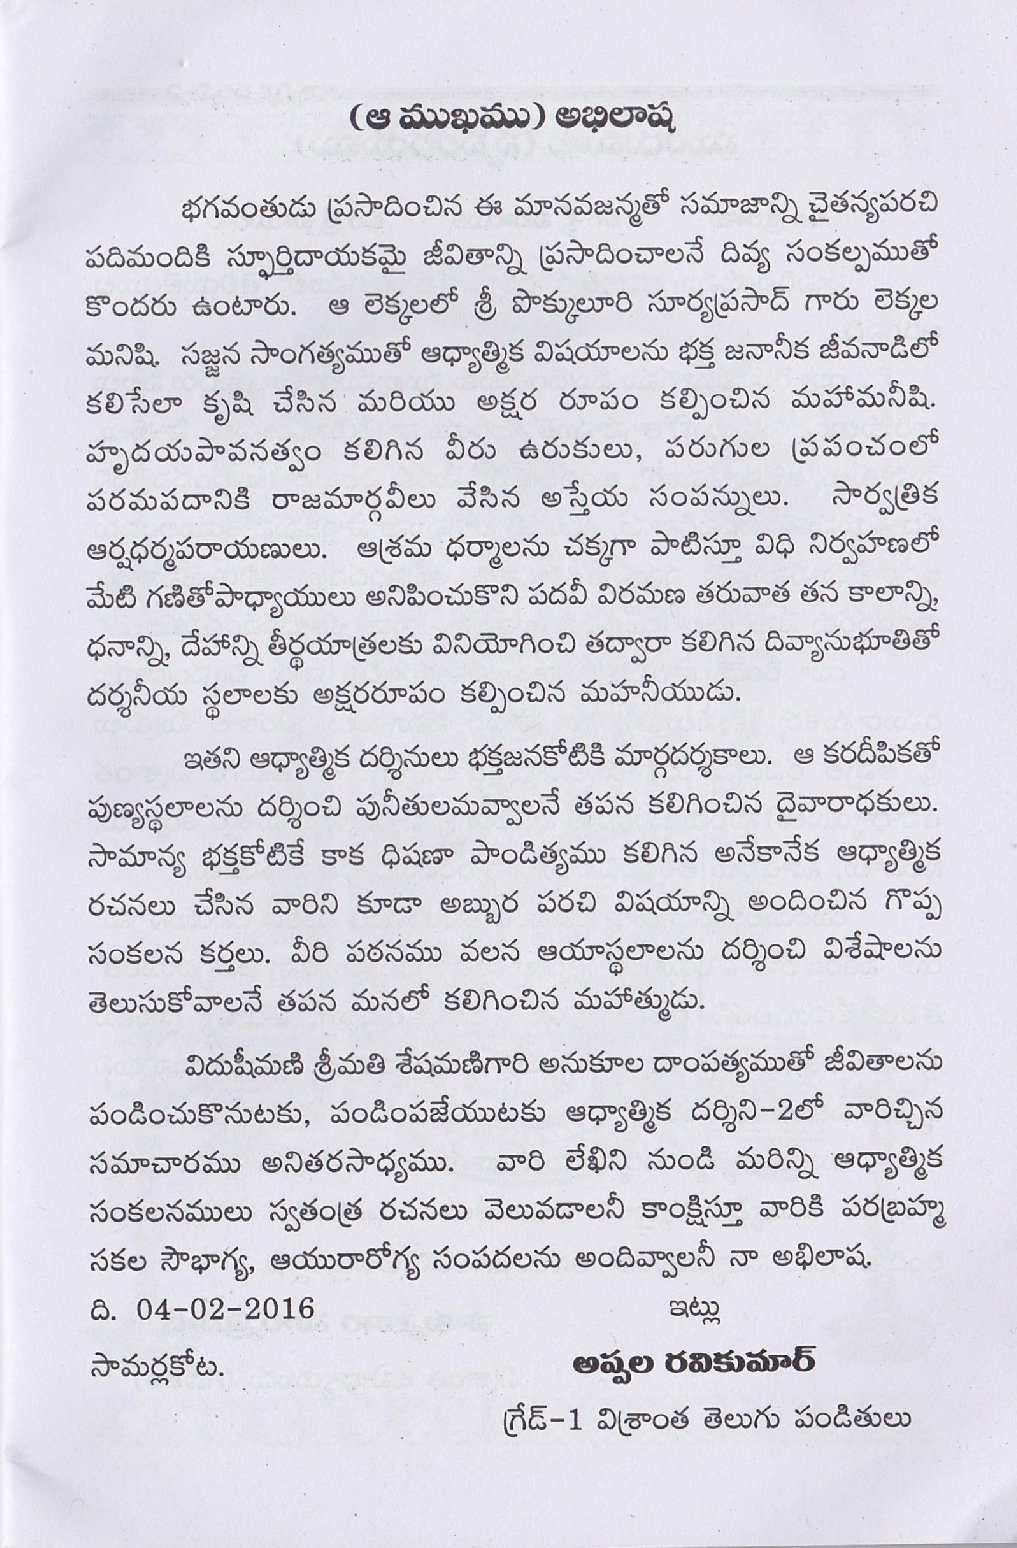 (ఆ ముఖము) అభిలాష
భగవంతుడు ప్రసాదించిన ఈ మానవజన్మతో సమాజాన్ని చైతన్యపరచి
పదిమందికి స్ఫూర్తిదాయకమై జీవితాన్ని ప్రసాదించాలనే దివ్య సంకల్పముతో
కొందరు ఉంటారు. ఆ లెక్కలలో శ్రీ పొక్కులూరి సూర్యప్రసాద్ గారు లెక్కల
మనిషి. సజ్జన సాంగత్యముతో ఆధ్యాత్మిక విషయాలను భక్త జనానీక జీవనాడిలో
కలిసేలా కృషి చేసిన మరియు అక్షర రూపం కల్పించిన మహామనీషి.
హృదయపావనత్వం కలిగిన వీరు ఉరుకులు, పరుగుల ప్రపంచంలో
పరమపదానికి రాజమార్గవీలు వేసిన అస్తేయ సంపన్నులు. సార్వత్రిక
ఆర్షధర్మపరాయణులు. ఆశ్రమ ధర్మాలను చక్కగా పాటిస్తూ విధి నిర్వహణలో
మేటి గణితోపాధ్యాయులు అనిపించుకొని పదవీ విరమణ తరువాత తన కాలాన్ని,
ధనాన్ని, దేహాన్ని తీర్థయాత్రలకు వినియోగించి తద్వారా కలిగిన దివ్యానుభూతితో
దర్శనీయ స్థలాలకు అక్షరరూపం కల్పించిన మహనీయుడు.
ఇతని ఆధ్యాత్మిక దర్శినులు భక్తజనకోటికి మార్గదర్శకాలు. ఆ కరదీపికతో
పుణ్యస్థలాలను దర్శించి పునీతులమవ్వాలనే తపన కలిగించిన దైవారాధకులు.
సామాన్య భక్తకోటికే కాక ధిషణా పాండిత్యము కలిగిన అనేకానేక ఆధ్యాత్మిక
రచనలు చేసిన వారిని కూడా అబ్బుర పరచి విషయాన్ని అందించిన గొప్ప
సంకలన కర్తలు. వీరి పఠనము వలన ఆయాస్థలాలను దర్శించి విశేషాలను
తెలుసుకోవాలనే తపన మనలో కలిగించిన మహాత్ముడు.
విదుషీమణి శ్రీమతి శేషమణిగారి అనుకూల దాంపత్యముతో జీవితాలను
పండించుకొనుటకు, పండింపజేయుటకు ఆధ్యాత్మిక దర్శిని-2లో వారిచ్చిన
సమాచారము అనితరసాధ్యము. వారి లేఖిని నుండి మరిన్ని ఆధ్యాత్మిక
సంకలనములు స్వతంత్ర రచనలు వెలువడాలనీ కాంక్షిస్తూ వారికి పరబ్రహ్మ
సకల సౌభాగ్య, ఆయురారోగ్య సంపదలను అందివ్వాలనీ నా అభిలాష.
ది. 04-02-2016 ఇట్లు
సామర్లకోట. అప్పల రవికుమార్
గ్రేడ్-1 విశ్రాంత తెలుగు పండితులు